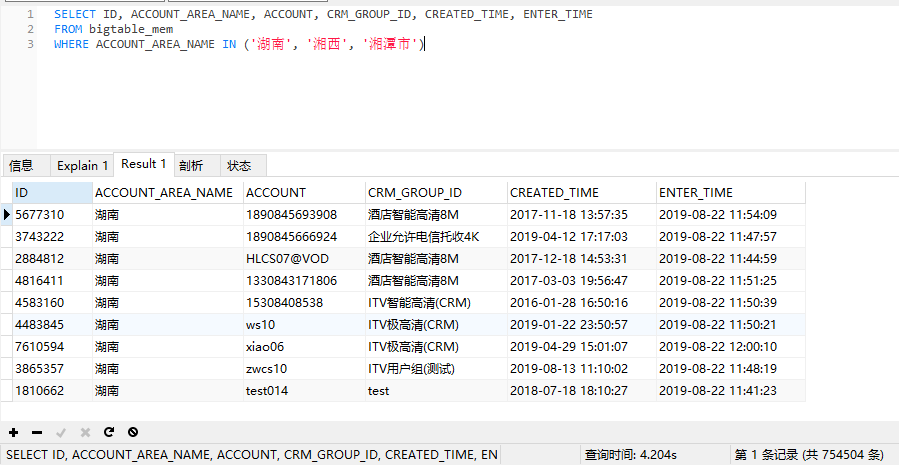 1 SELECT ID, ACCOUNT_AREA_NAME, ACCOUNT, CRM_GROUP_ID, CREATED_TIME, ENTER_TIME
2 FROM bigtable_mem
3 WHERE ACCOUNT_AREA_NAME IN ('湖南', '湘西', '湘潭市')
信息 Explain 1 Result 1 剖析 状态
ID ACCOUNT_AREA_NAME ACCOUNT CRM_GROUP_ID CREATED_TIME ENTER_TIME
5677310 湖南 1890845693908 酒店智能高清8M 2017-11-18 13:57:35 2019-08-22 11:54:09
3743222 湖南 1890845666924 企业允许电信托收4K 2019-04-12 17:17:03 2019-08-22 11:47:57
2884812 湖南 HLCS07@VOD 酒店智能高清8M 2017-12-18 14:53:31 2019-08-22 11:44:59
4816411 湖南 1330843171806 酒店智能高清8M 2017-03-03 19:56:47 2019-08-22 11:51:25
4583160 湖南 15308408538 ITV智能高清(CRM) 2016-01-28 16:50:16 2019-08-22 11:50:39
4483845 湖南 ws10 ITV极高清(CRM) 2019-01-22 23:50:57 2019-08-22 11:50:21
7610594 湖南 xiao06 ITV极高清(CRM) 2019-04-29 15:01:07 2019-08-22 12:00:10
3865357 湖南 zwcs10 ITV用户组(测试) 2019-08-13 11:10:02 2019-08-22 11:48:19
1810662 湖南 test014 test 2018-07-18 18:10:27 2019-08-22 11:41:23
SELECT ID, ACCOUNT_AREA_NAME, ACCOUNT, CRM_GROUP_ID, CREATED_TIME, EN 查询时间: 4.204s 第 1 条记录 (共 754504 条)